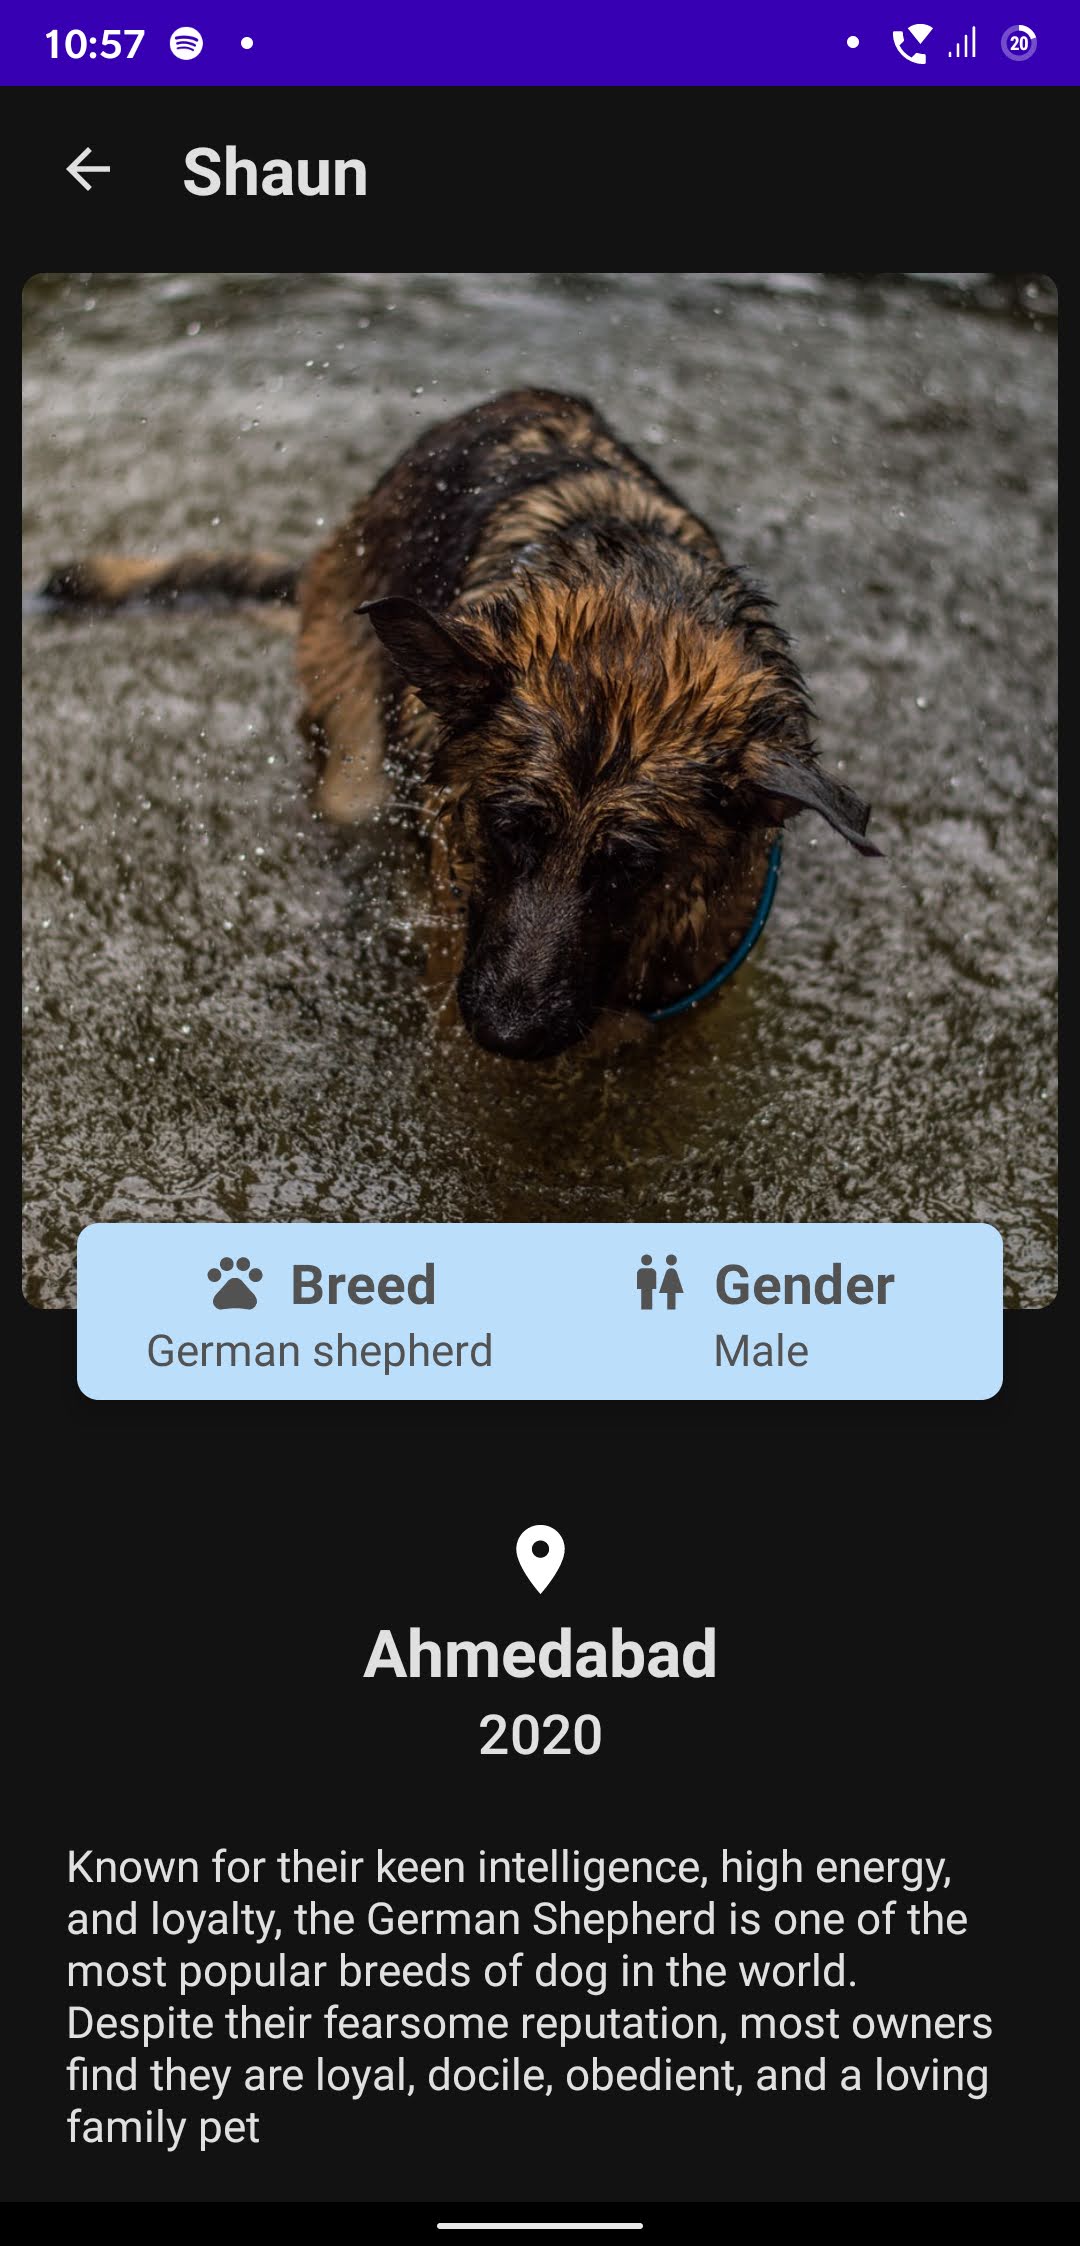 10:57
20
Shaun
Breed
Gender
German shepherd
Male
Ahmedabad
2020
Known for their keen intelligence, high energy,
and loyalty, the German Shepherd is one of the
most popular breeds of dog in the world.
Despite their fearsome reputation, most owners
find they are loyal, docile, obedient, and a loving
family pet